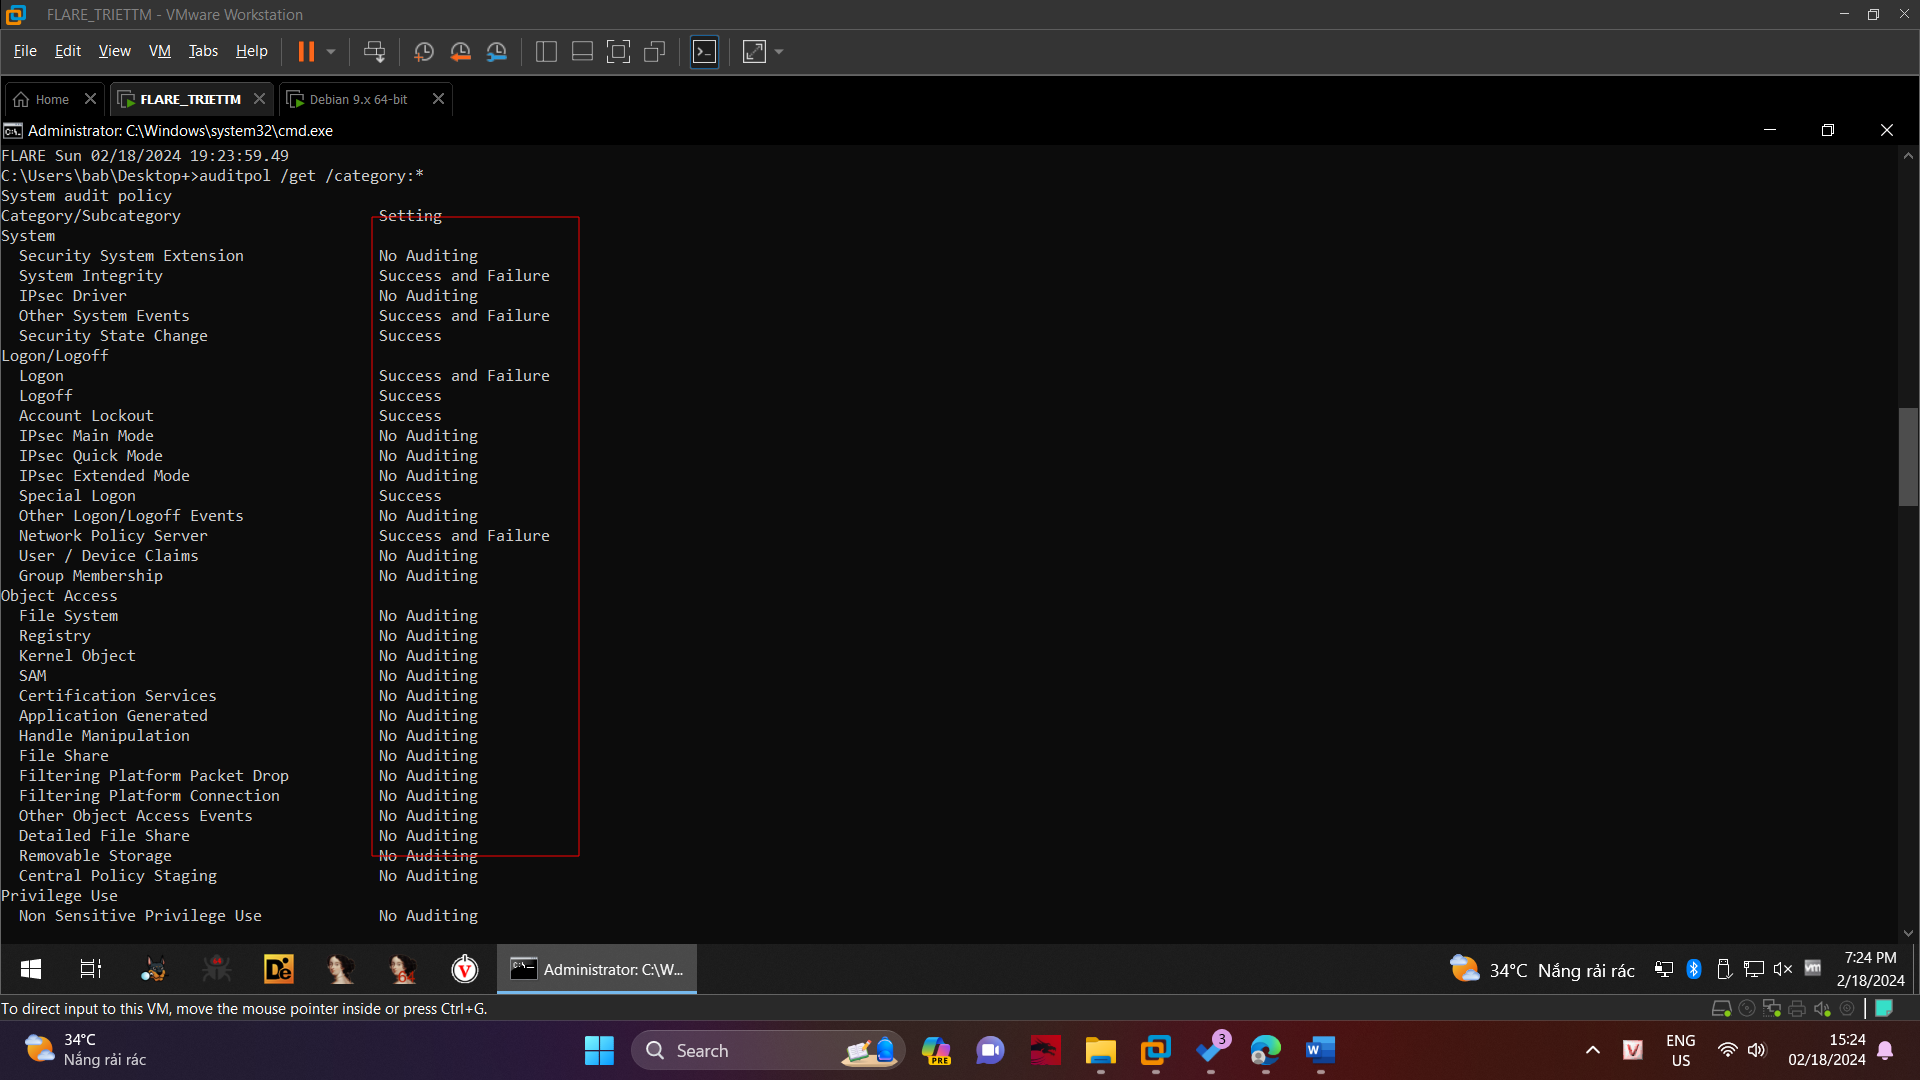 FLARE_TRIETTM - VMware Workstation
File Edit View VM Tabs Help
Home FLARE_TRIETTM Debian 9.x 64-bit
Administrator: C:\Windows\system32\cmd.exe
FLARE Sun 02/18/2024 19:23:59.49
C:\Users\bab\Desktop+>auditpol /get /category:*
System audit policy
Category/Subcategory Setting
System
Security System Extension No Auditing
System Integrity Success and Failure
IPsec Driver No Auditing
Other System Events Success and Failure
Security State Change Success
Logon/Logoff
Logon Success and Failure
Logoff Success
Account Lockout Success
IPsec Main Mode No Auditing
IPsec Quick Mode No Auditing
IPsec Extended Mode No Auditing
Special Logon Success
Other Logon/Logoff Events No Auditing
Network Policy Server Success and Failure
User / Device Claims No Auditing
Group Membership No Auditing
Object Access
File System No Auditing
Registry No Auditing
Kernel Object No Auditing
SAM No Auditing
Certification Services No Auditing
Application Generated No Auditing
Handle Manipulation No Auditing
File Share No Auditing
Filtering Platform Packet Drop No Auditing
Filtering Platform Connection No Auditing
Other Object Access Events No Auditing
Detailed File Share No Auditing
Removable Storage No Auditing
Central Policy Staging No Auditing
Privilege Use
Non Sensitive Privilege Use No Auditing
De 64 V Administrator: C:\W... 34°C Nắng rải rác vm 7:24 PM
2/18/2024
To direct input to this VM, move the mouse pointer inside or press Ctrl+G.
34°C
Nắng rải rác
Search PRE 3 W V ENG
US
15:24
02/18/2024